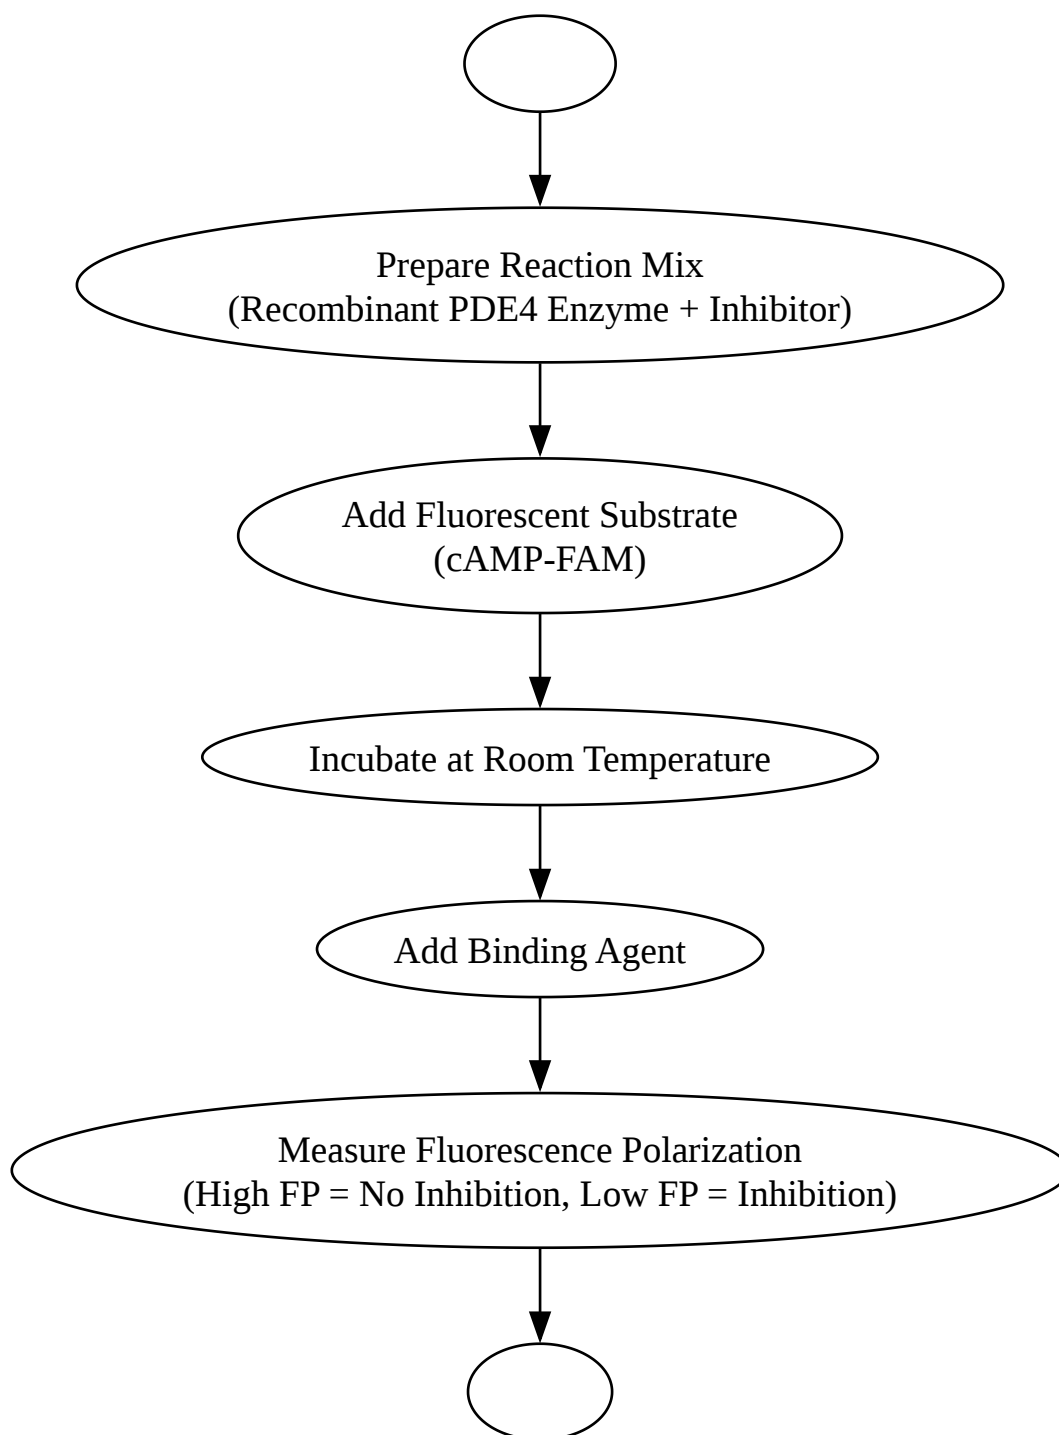 Prepare Reaction Mix
(Recombinant PDE4 Enzyme + Inhibitor)
Add Fluorescent Substrate
(cAMP-FAM)
Incubate at Room Temperature
Add Binding Agent
Measure Fluorescence Polarization
(High FP = No Inhibition, Low FP = Inhibition)